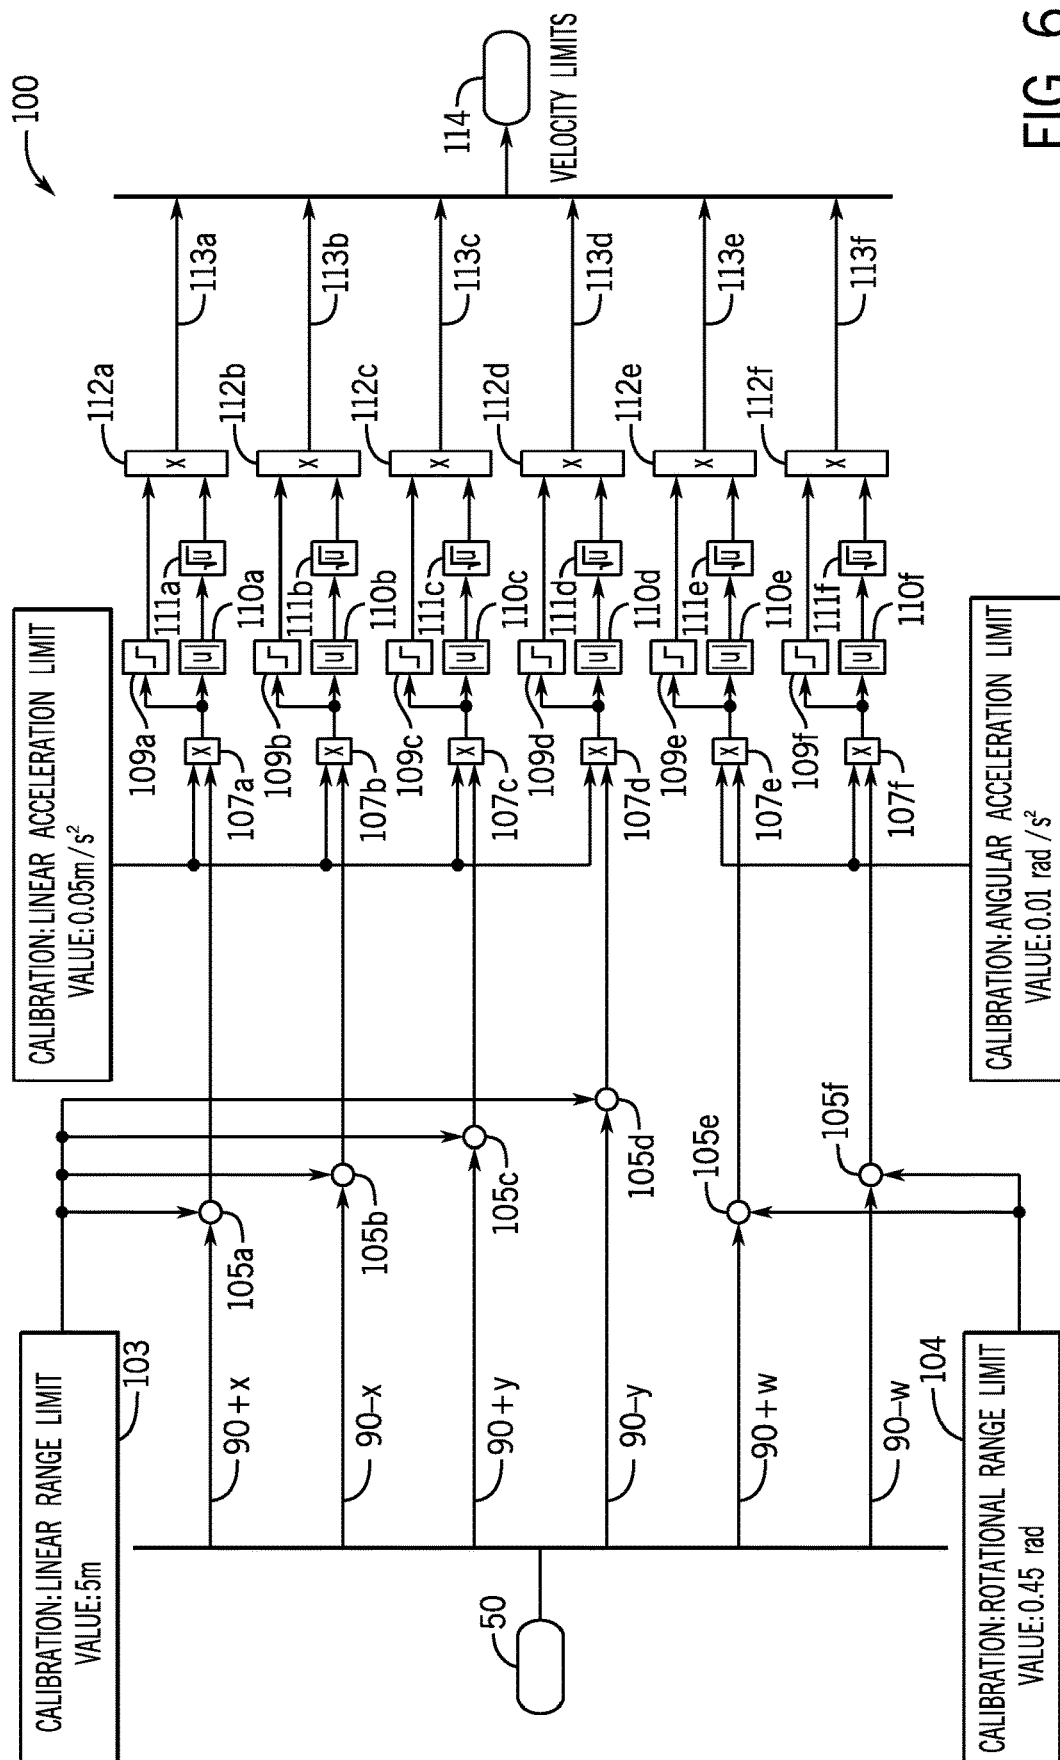 100
CALIBRATION:LINEAR RANGE LIMIT
VALUE:5m
103
CALIBRATION:LINEAR ACCELERATION LIMIT
VALUE:0.05m/s²
50
90+x
90–x
90+y
90–y
90+w
90–w
105a
105b
105c
105d
105e
105f
107a
107b
107c
107d
107e
107f
X
X
X
X
X
X
109a
109b
109c
109d
109e
109f
|u|
|u|
|u|
|u|
|u|
|u|
110a
110b
110c
110d
110e
110f
√u
√u
√u
√u
√u
√u
111a
111b
111c
111d
111e
111f
X
X
X
X
X
X
112a
112b
112c
112d
112e
112f
113a
113b
113c
113d
113e
113f
114
VELOCITY LIMITS
CALIBRATION:ROTATIONAL RANGE LIMIT
VALUE:0.45 rad
104
CALIBRATION:ANGULAR ACCELERATION LIMIT
VALUE:0.01 rad/s²
FIG 6